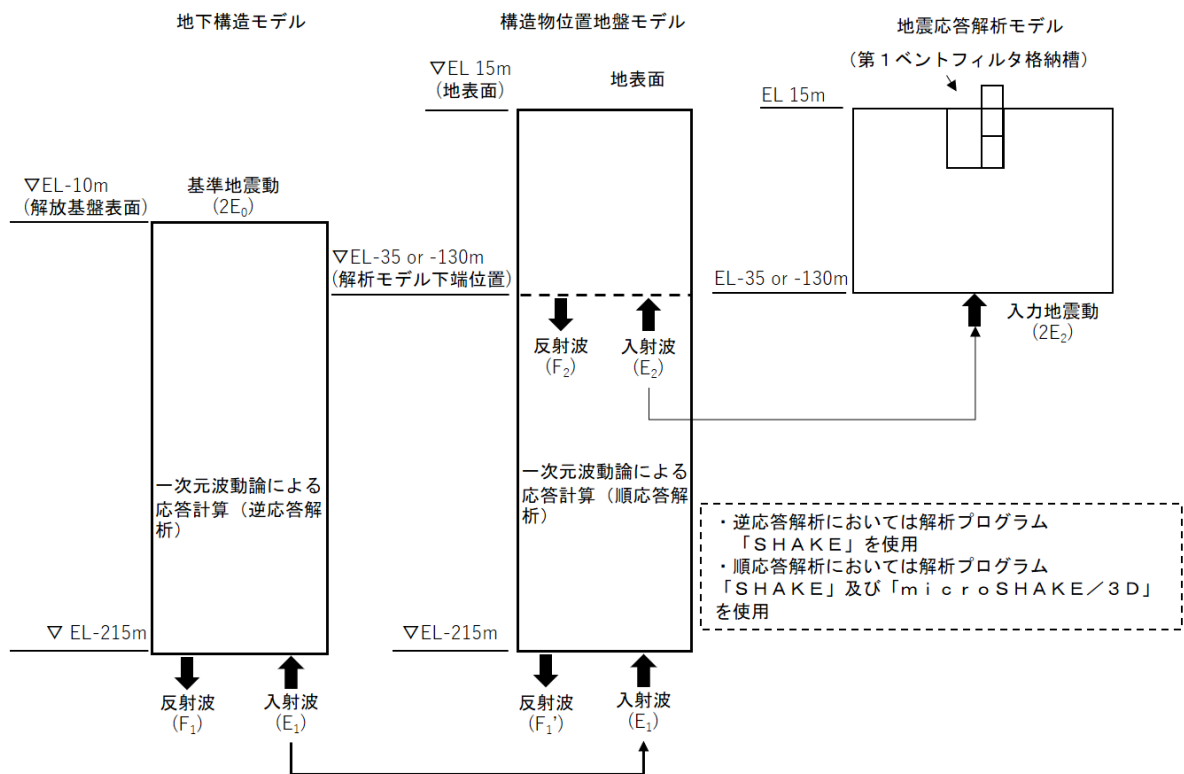 地下構造モデル
▽EL-10m
(解放基盤表面)
基準地震動
(2E₀)
一次元波動論による
応答計算（逆応答解
析）
▽ EL-215m
反射波
(F₁)
入射波
(E₁)
構造物位置地盤モデル
▽EL 15m
(地表面)
地表面
▽EL-35 or -130m
(解析モデル下端位置)
反射波
(F₂)
入射波
(E₂)
一次元波動論による
応答計算（順応答解
析）
▽EL-215m
反射波
(F₁')
入射波
(E₁)
地震応答解析モデル
（第１ベントフィルタ格納槽）
EL 15m
EL-35 or -130m
入力地震動
(2E₂)
・逆応答解析においては解析プログラム
「ＳＨＡＫＥ」を使用
・順応答解析においては解析プログラム
「ＳＨＡＫＥ」及び「ｍｉｃｒｏＳＨＡＫＥ／３Ｄ」
を使用